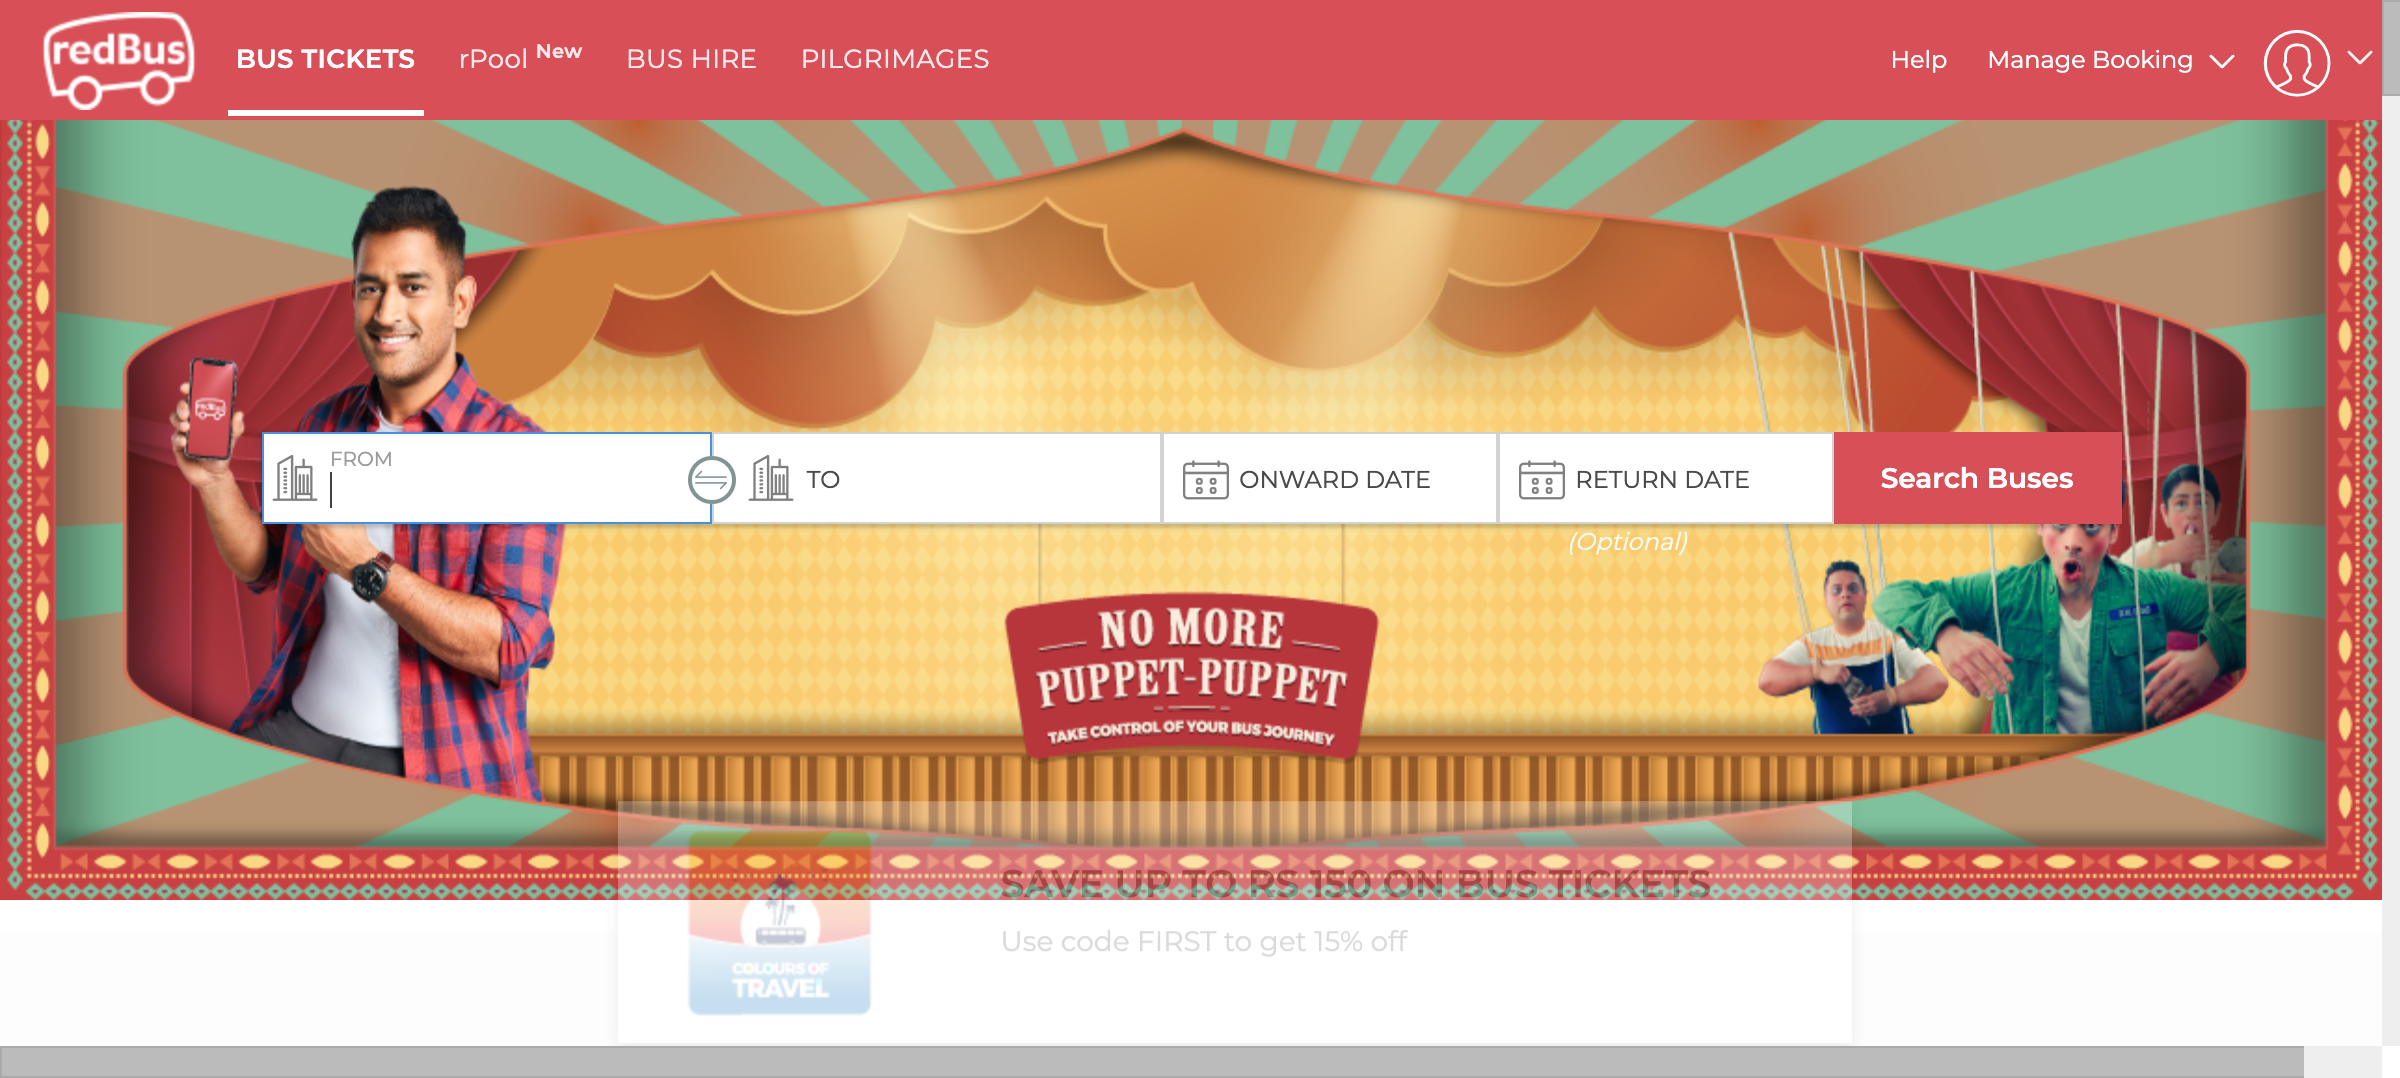 redBus
BUS TICKETS
rPool New
BUS HIRE
PILGRIMAGES
Help
Manage Booking
redBus
FROM
TO
ONWARD DATE
RETURN DATE
Search Buses
(Optional)
NO MORE
PUPPET-PUPPET
TAKE CONTROL OF YOUR BUS JOURNEY
SAVE UP TO RS 150 ON BUS TICKETS
Use code FIRST to get 15% off
COLOURS OF
TRAVEL